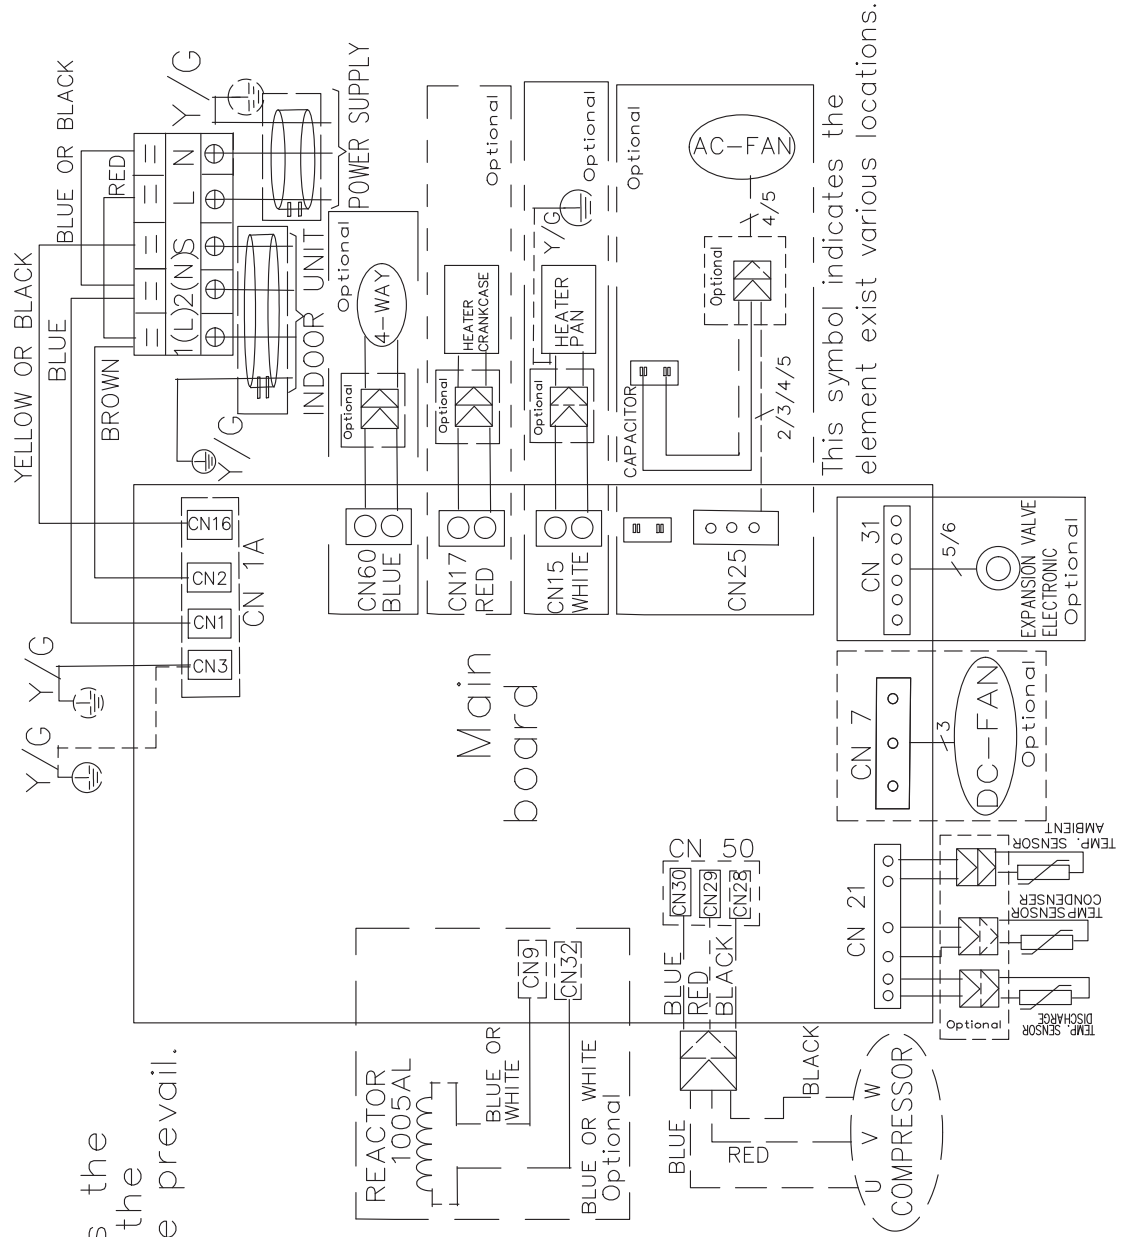 YELLOW OR BLACK
BLUE
BROWN
BLUE OR BLACK
RED
Y/G
1(L) 2(N) S L N
POWER SUPPLY
INDOOR UNIT
Y/G
Y/G
Y/G
CN3
CN1
CN2
CN16
CN 1A
Optional
4-WAY
Optional
CN60
BLUE
Optional
HEATER
CRANKCASE
Optional
CN17
RED
Optional
Y/G
HEATER
PAN
Optional
CN15
WHITE
Optional
AC-FAN
4/5
Optional
2/3/4/5
CAPACITOR
CN25
This symbol indicates the
element exist various locations.
Main
board
CN 31
5/6
EXPANSION VALVE
ELECTRONIC
Optional
CN 7
3
DC-FAN
Optional
CN 21
TEMP. SENSOR
AMBIENT
TEMP.SENSOR
CONDENSER
TEMP. SENSOR
DISCHARGE
Optional
CN 50
CN30
CN29
CN28
BLUE
RED
BLACK
BLUE
RED
BLACK
U V W
COMPRESSOR
CN9
CN32
REACTOR
1005AL
BLUE OR
WHITE
BLUE OR WHITE
Optional
s the
the
e prevail.